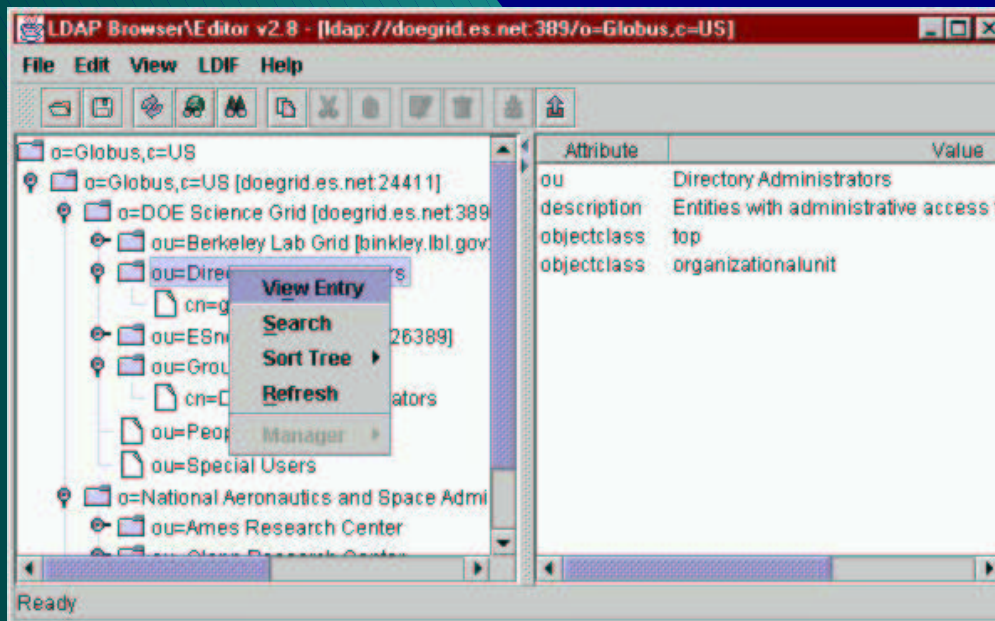 LDAP Browser\Editor v2.8 - [ldap://doegrid.es.net:389/o=Globus,c=US]
File Edit View LDIF Help
o=Globus,c=US
o=Globus,c=US [doegrid.es.net:24411]
o=DOE Science Grid [doegrid.es.net:389
ou=Berkeley Lab Grid [binkley.lbl.gov:
ou=Dire
cn=g
ou=ESn 26389]
ou=Grou
cn= ators
ou=Peop
ou=Special Users
o=National Aeronautics and Space Admi
ou=Ames Research Center
View Entry
Search
Sort Tree
Refresh
Manager
Attribute Value
ou Directory Administrators
description Entities with administrative access
objectclass top
objectclass organizationalunit
Ready